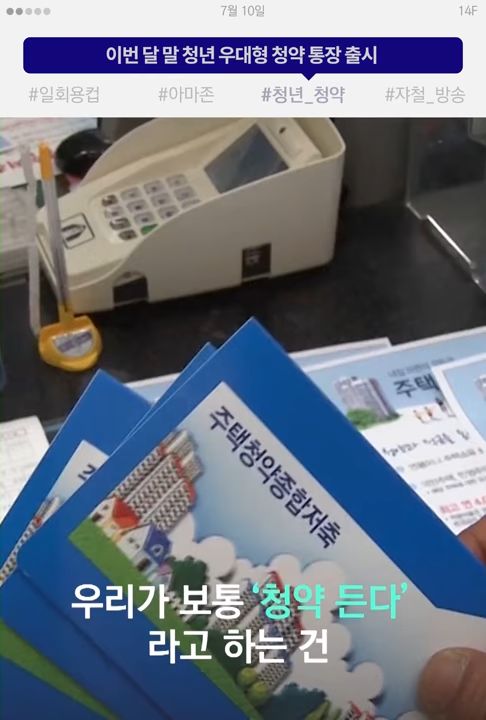 7월 10일
14F
이번 달 말 청년 우대형 청약 통장 출시
#일회용컵 #아마존 #청년_청약 #쟈철_방송
주택
주택청약종합저축
우리가 보통 ‘청약 든다’
라고 하는 건